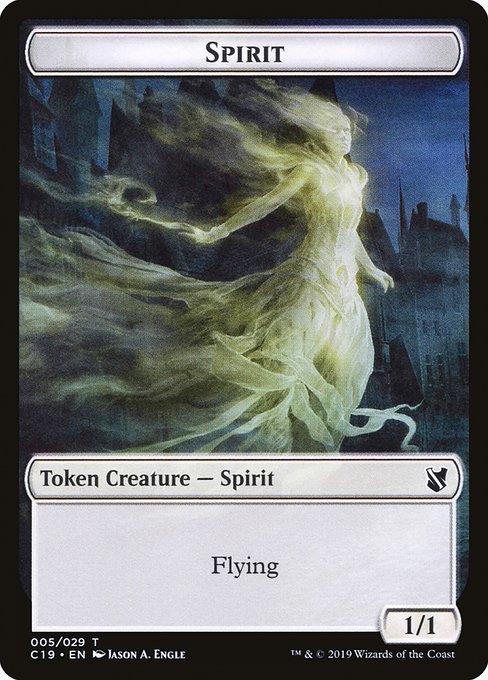 Spirit
Token Creature — Spirit
Flying
1/1
005/029 T
C19 • EN Jason A. Engle
™ & © 2019 Wizards of the Coast